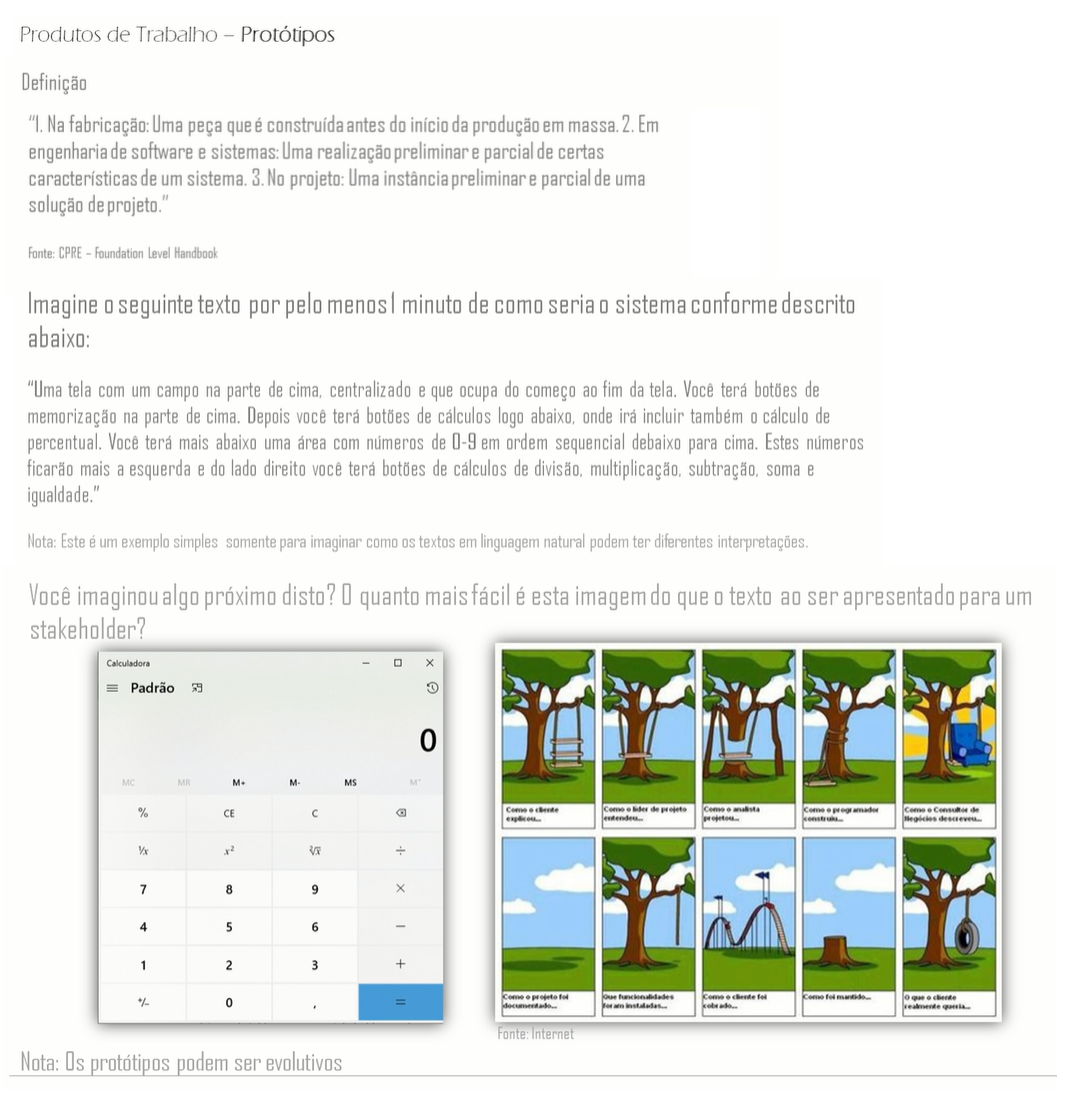 Produtos de Trabalho – Protótipos
Definição
“1. Na fabricação: Uma peça que é construída antes do início da produção em massa. 2. Em
engenharia de software e sistemas: Uma realização preliminar e parcial de certas
características de um sistema. 3. No projeto: Uma instância preliminar e parcial de uma
solução de projeto.”
Fonte: CPRE – Foundation Level Handbook
Imagine o seguinte texto por pelo menos 1 minuto de como seria o sistema conforme descrito
abaixo:
“Uma tela com um campo na parte de cima, centralizado e que ocupa do começo ao fim da tela. Você terá botões de
memorização na parte de cima. Depois você terá botões de cálculos logo abaixo, onde irá incluir também o cálculo de
percentual. Você terá mais abaixo uma área com números de 0-9 em ordem sequencial debaixo para cima. Estes números
ficarão mais a esquerda e do lado direito você terá botões de cálculos de divisão, multiplicação, subtração, soma e
igualdade.”
Nota: Este é um exemplo simples somente para imaginar como os textos em linguagem natural podem ter diferentes interpretações.
Você imaginou algo próximo disto? O quanto mais fácil é esta imagem do que o texto ao ser apresentado para um
stakeholder?
Calculadora
Padrão
0
MC MR M+ M- MS M˅
% CE C
¹/x x² ²√x ÷
7 8 9 ×
4 5 6 −
1 2 3 +
+/- 0 , =
Como o cliente
explicou...
Como o líder de projeto
entendeu...
Como o analista
projetou...
Como o programador
construiu...
Como o Consultor de
Negócios descreveu...
Como o projeto foi
documentado...
Que funcionalidades
foram instaladas...
Como o cliente foi
cobrado...
Como foi mantido...
O que o cliente
realmente queria...
Fonte: Internet
Nota: Os protótipos podem ser evolutivos